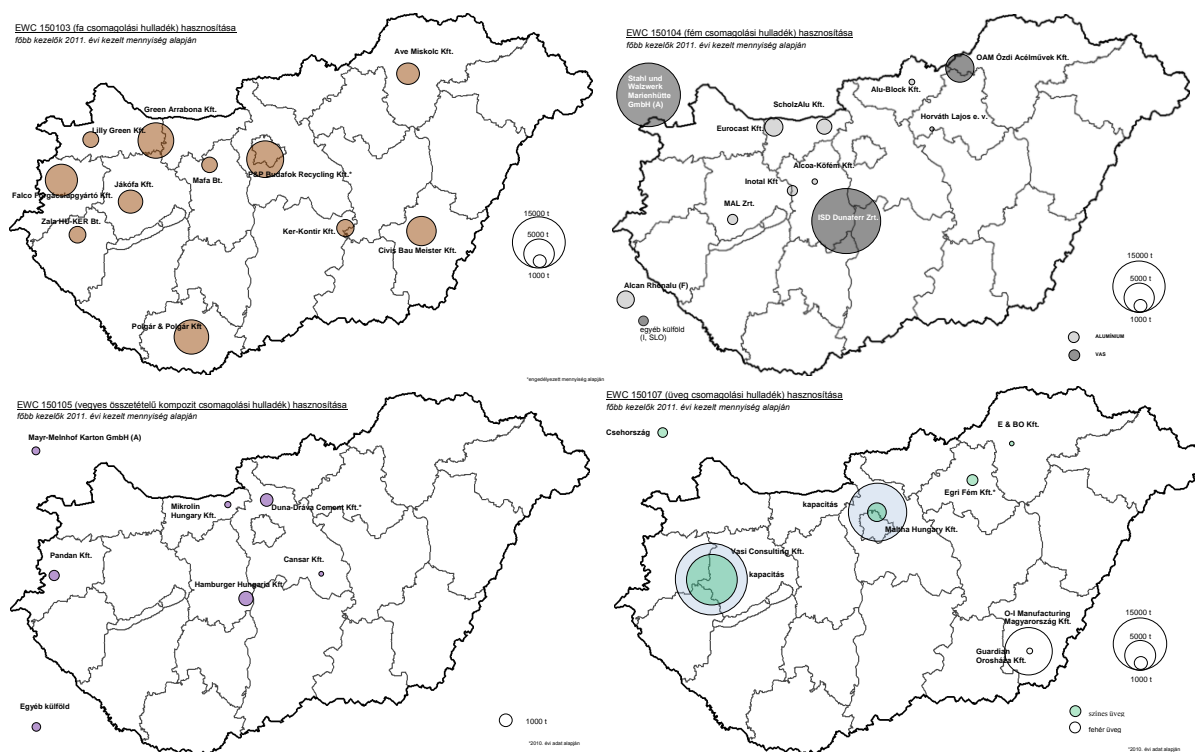 EWC 150103 (fa csomagolási hulladék) hasznosítása
főbb kezelők 2011. évi kezelt mennyiség alapján
Ave Miskolc Kft.
Green Arrabona Kft.
Lilly Green Kft.
Mafa Bt.
P&P Budafok Recycling Kft.*
Falco Forgácslapgyártó Kft.
Jákófa Kft.
Zala HU-KER Bt.
Ker-Kontír Kft.
Civis Bau Meister Kft.
Polgár & Polgár Kft
15000 t
5000 t
1000 t
*engedélyezett mennyiség alapján
EWC 150104 (fém csomagolási hulladék) hasznosítása
főbb kezelők 2011. évi kezelt mennyiség alapján
OAM Ózdi Acélművek Kft.
Stahl und
Walzwerk
Marienhütte
GmbH (A)
Alu-Block Kft.
ScholzAlu Kft.
Horváth Lajos e. v.
Eurocast Kft.
Alcoa-Köfém Kft.
Inotal Kft
MAL Zrt.
ISD Dunaferr Zrt.
Alcan Rhenalu (F)
egyéb külföld
(I, SLO)
15000 t
5000 t
1000 t
ALUMÍNIUM
VAS
EWC 150105 (vegyes összetételű kompozit csomagolási hulladék) hasznosítása
főbb kezelők 2011. évi kezelt mennyiség alapján
Mayr-Melnhof Karton GmbH (A)
Mikrolin
Hungary Kft.
Duna-Dráva Cement Kft.*
Pandan Kft.
Cansar Kft.
Hamburger Hungária Kft
Egyéb külföld
1000 t
*2010. évi adat alapján
EWC 150107 (üveg csomagolási hulladék) hasznosítása
főbb kezelők 2011. évi kezelt mennyiség alapján
Csehország
E & BO Kft.
Egri Fém Kft.*
kapacitás
Maltha Hungary Kft.
Vasi Consulting Kft.
kapacitás
O-I Manufacturing
Magyarország Kft.
Guardian
Orosháza Kft.
15000 t
5000 t
1000 t
színes üveg
fehér üveg
*2010. évi adat alapján